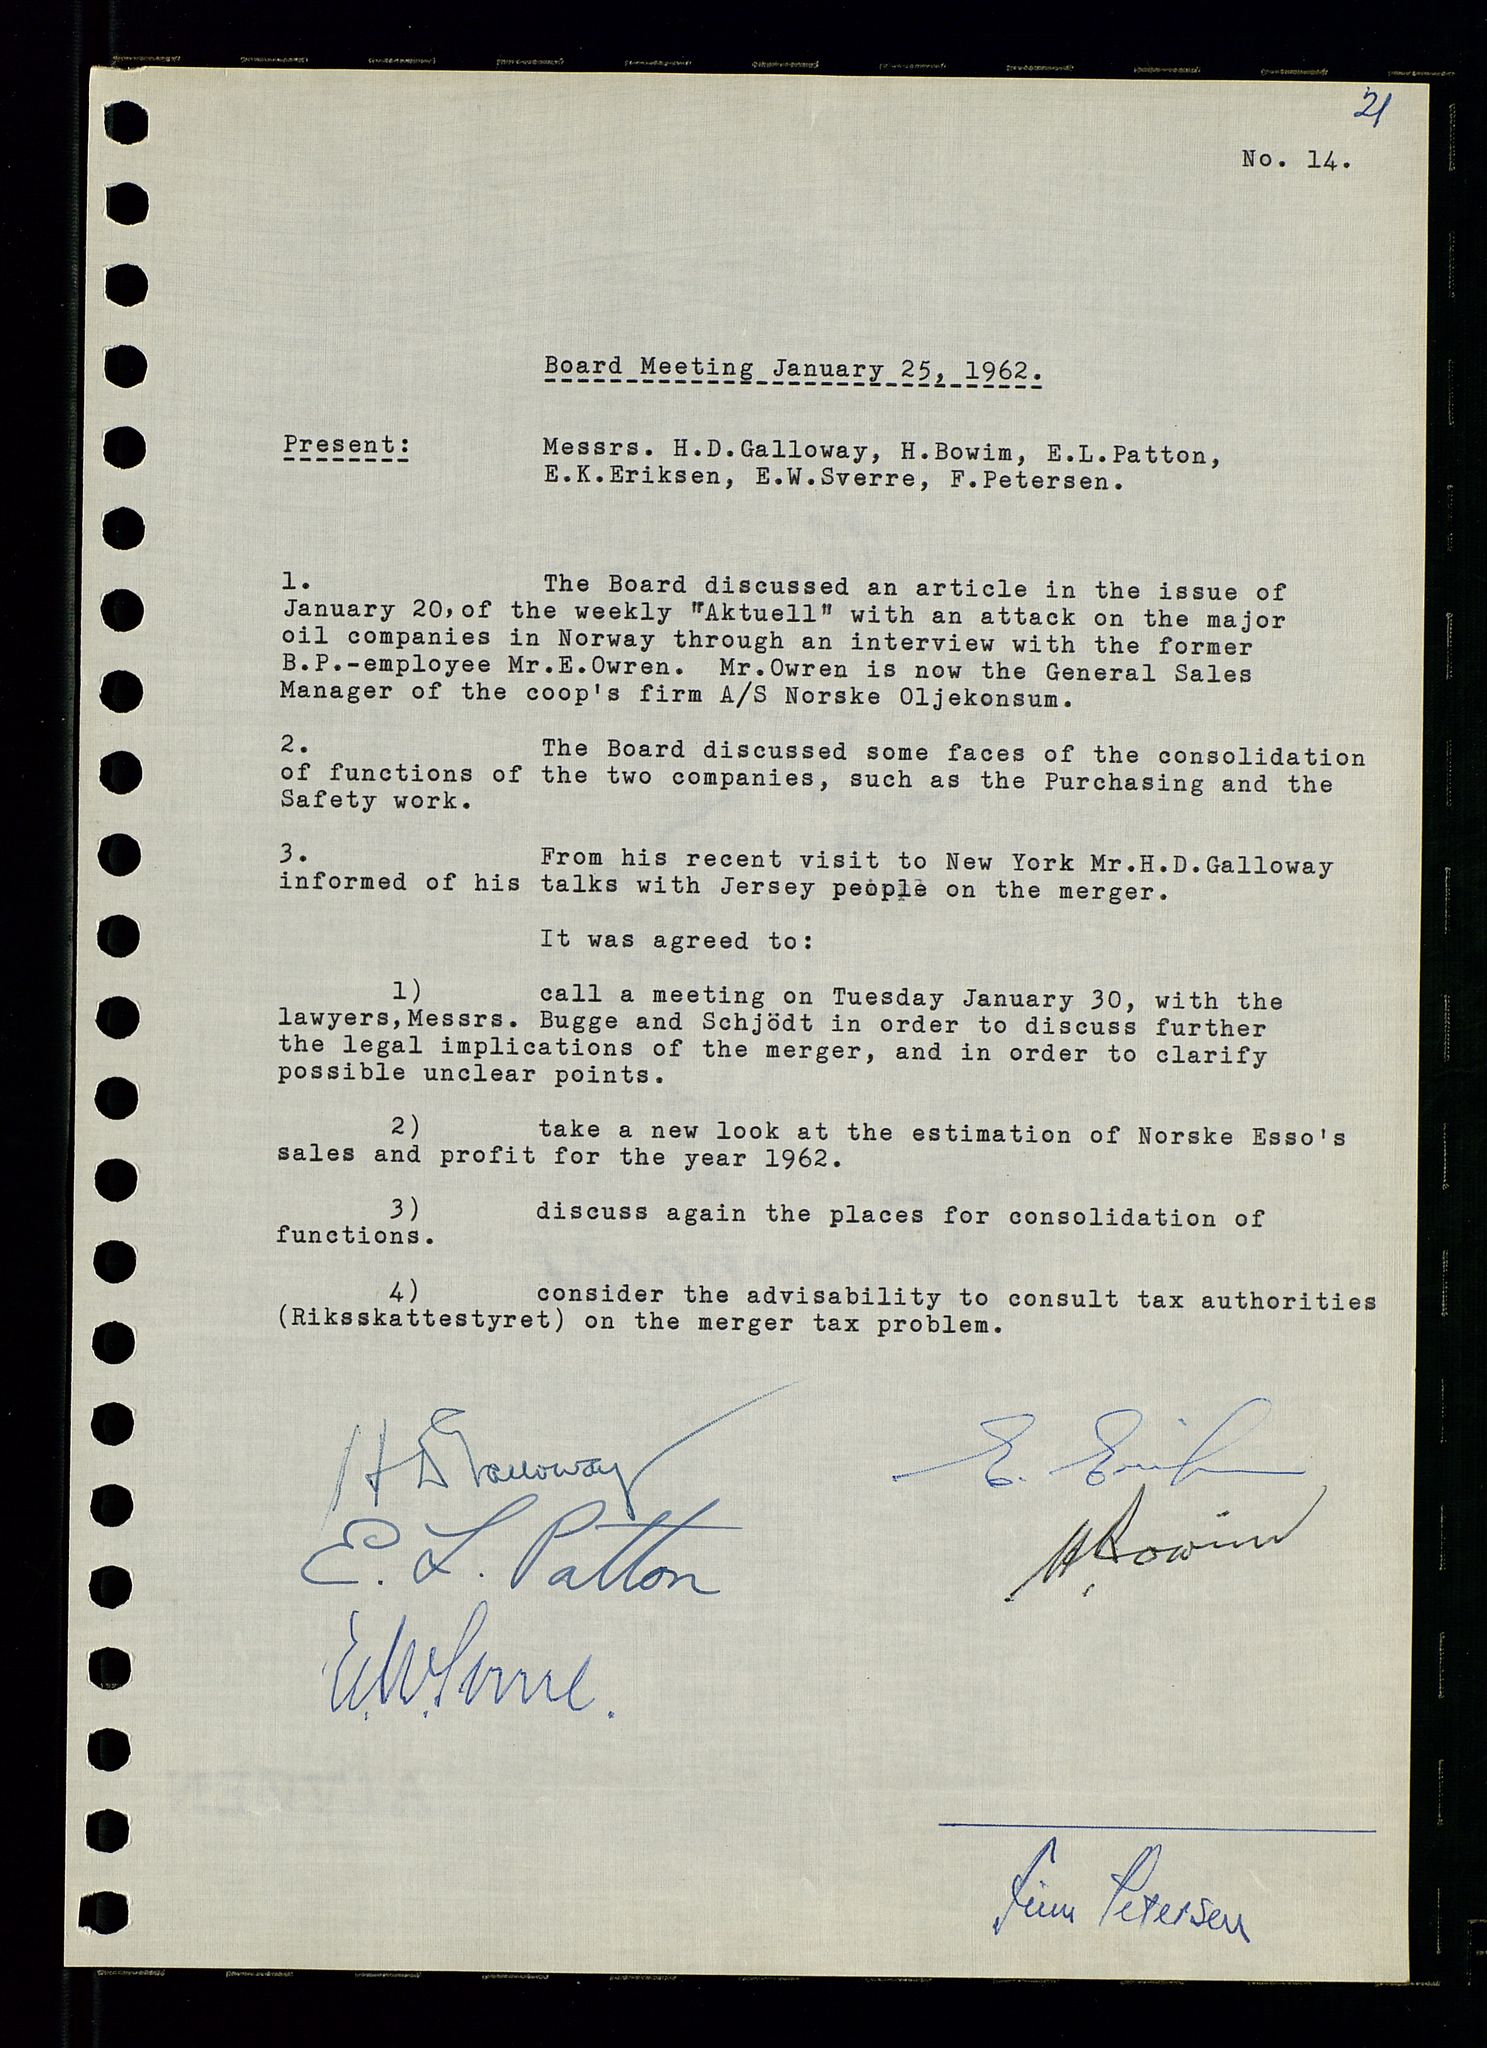 21
No. 14.
Board Meeting January 25, 1962.
Present: Messrs. H.D.Galloway, H.Bowim, E.L.Patton,
E.K.Eriksen, E.W.Sverre, F.Petersen.
1. The Board discussed an article in the issue of
January 20, of the weekly "Aktuell" with an attack on the major
oil companies in Norway through an interview with the former
B.P.-employee Mr.E.Owren. Mr.Owren is now the General Sales
Manager of the coop's firm A/S Norske Oljekonsum.
2. The Board discussed some faces of the consolidation
of functions of the two companies, such as the Purchasing and the
Safety work.
3. From his recent visit to New York Mr.H.D.Galloway
informed of his talks with Jersey people on the merger.
It was agreed to:
1) call a meeting on Tuesday January 30, with the
lawyers, Messrs. Bugge and Schjödt in order to discuss further
the legal implications of the merger, and in order to clarify
possible unclear points.
2) take a new look at the estimation of Norske Esso's
sales and profit for the year 1962.
3) discuss again the places for consolidation of
functions.
4) consider the advisability to consult tax authorities
(Riksskattestyret) on the merger tax problem.
H D Galloway
E. Eriksen
E. L. Patton
H. Bowim
E.W.Sverre.
Finn Petersen